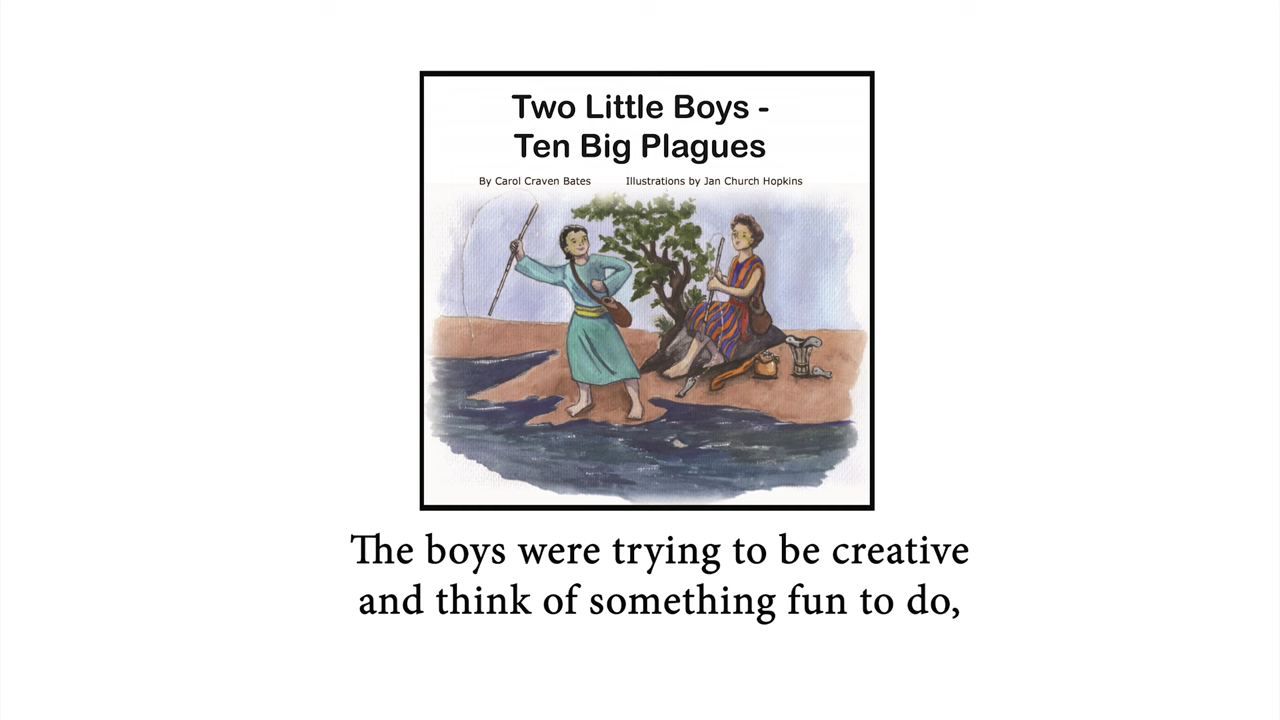 Two Little Boys -
Ten Big Plagues
By Carol Craven Bates Illustrations by Jan Church Hopkins
The boys were trying to be creative
and think of something fun to do,